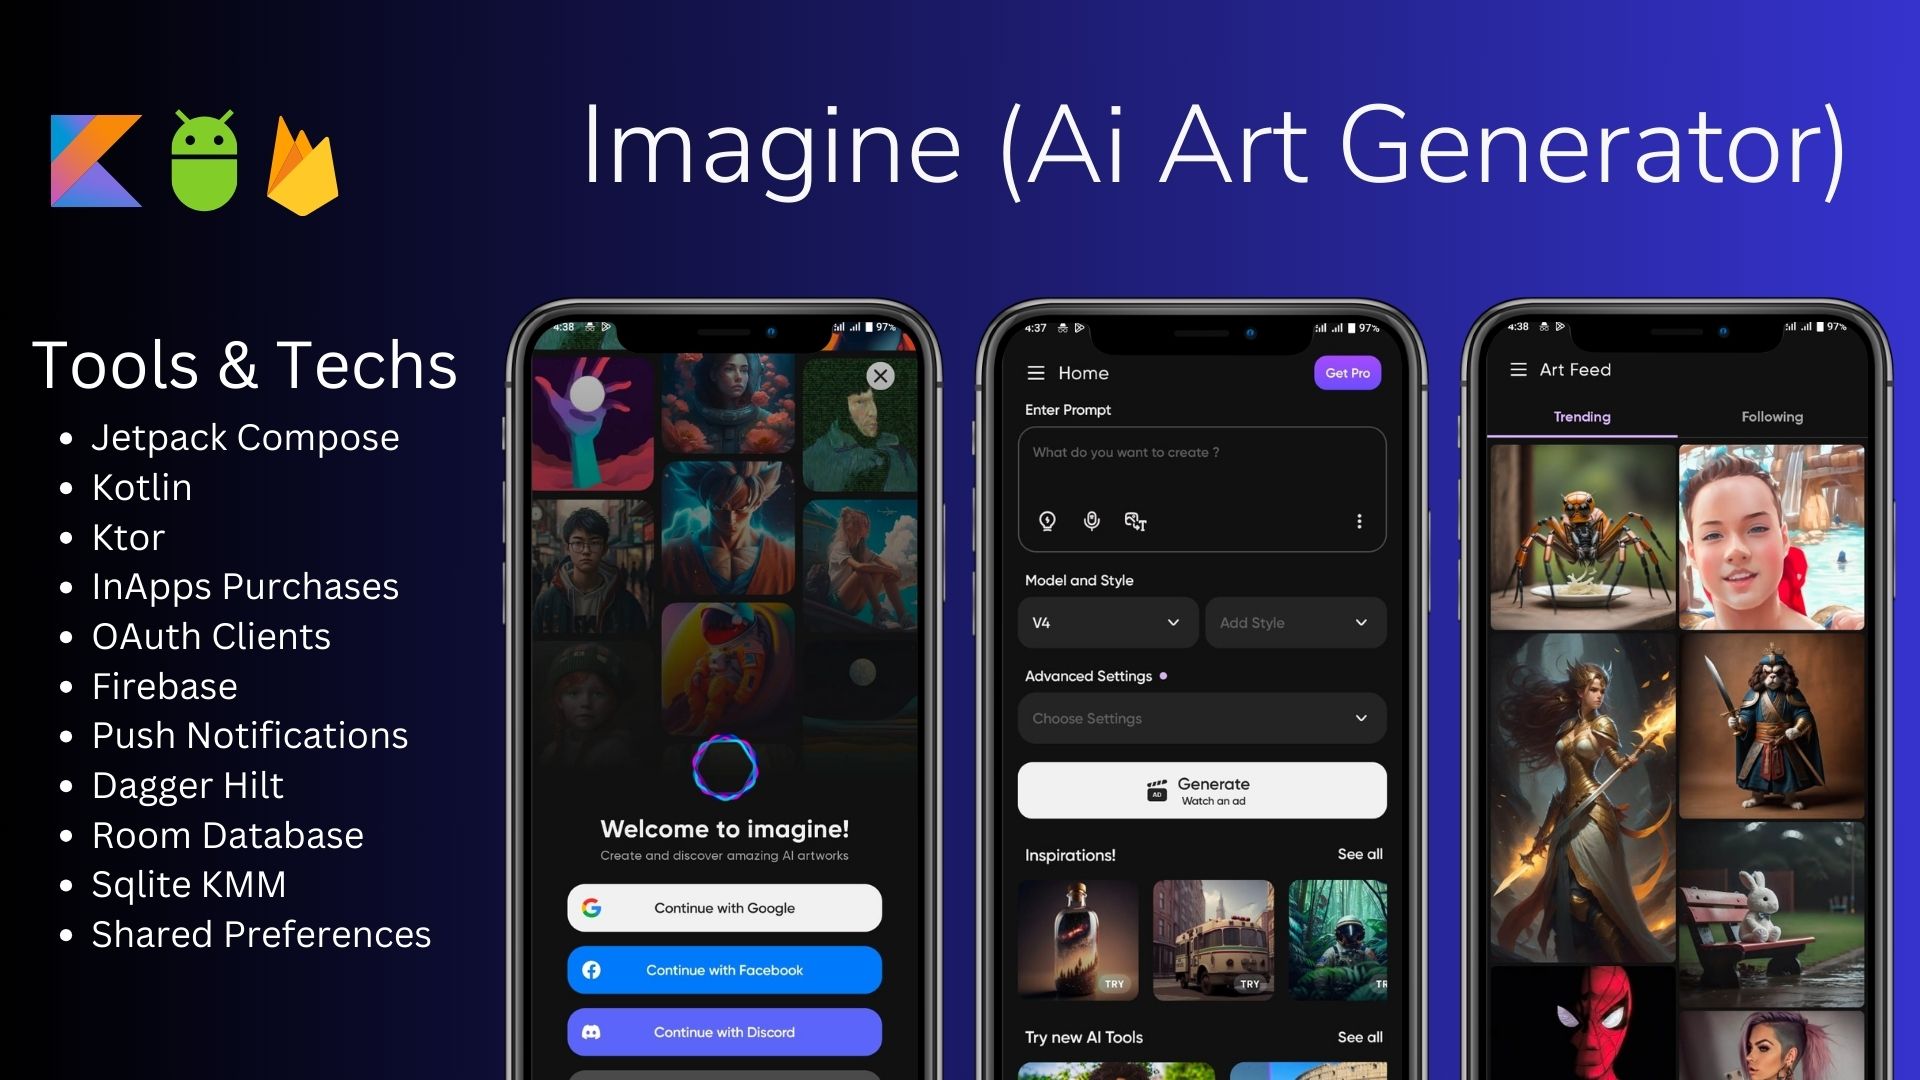 Imagine (Ai Art Generator)
Tools & Techs
Jetpack Compose
Kotlin
Ktor
InApps Purchases
OAuth Clients
Firebase
Push Notifications
Dagger Hilt
Room Database
Sqlite KMM
Shared Preferences
4:38
97%
Welcome to imagine!
Create and discover amazing AI artworks
Continue with Google
Continue with Facebook
Continue with Discord
4:37
97%
Home
Get Pro
Enter Prompt
What do you want to create ?
Model and Style
V4
Add Style
Advanced Settings
Choose Settings
AD
Generate
Watch an ad
Inspirations!
See all
TRY
TRY
TR
Try new AI Tools
See all
4:38
97%
Art Feed
Trending
Following